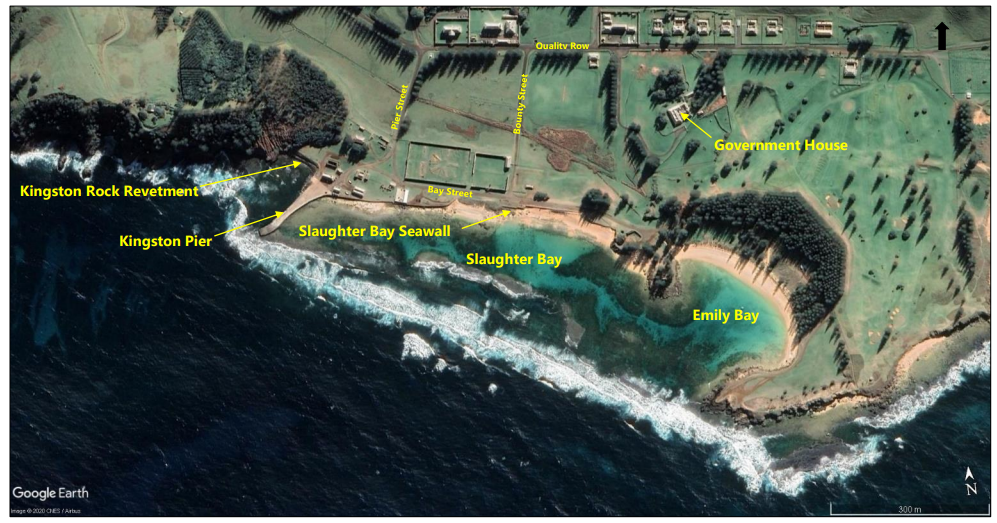 Quality Row
Pier Street
Bounty Street
Government House
Kingston Rock Revetment
Bay Street
Kingston Pier
Slaughter Bay Seawall
Slaughter Bay
Emily Bay
N
Google Earth
Image © 2020 CNES / Airbus
300 m